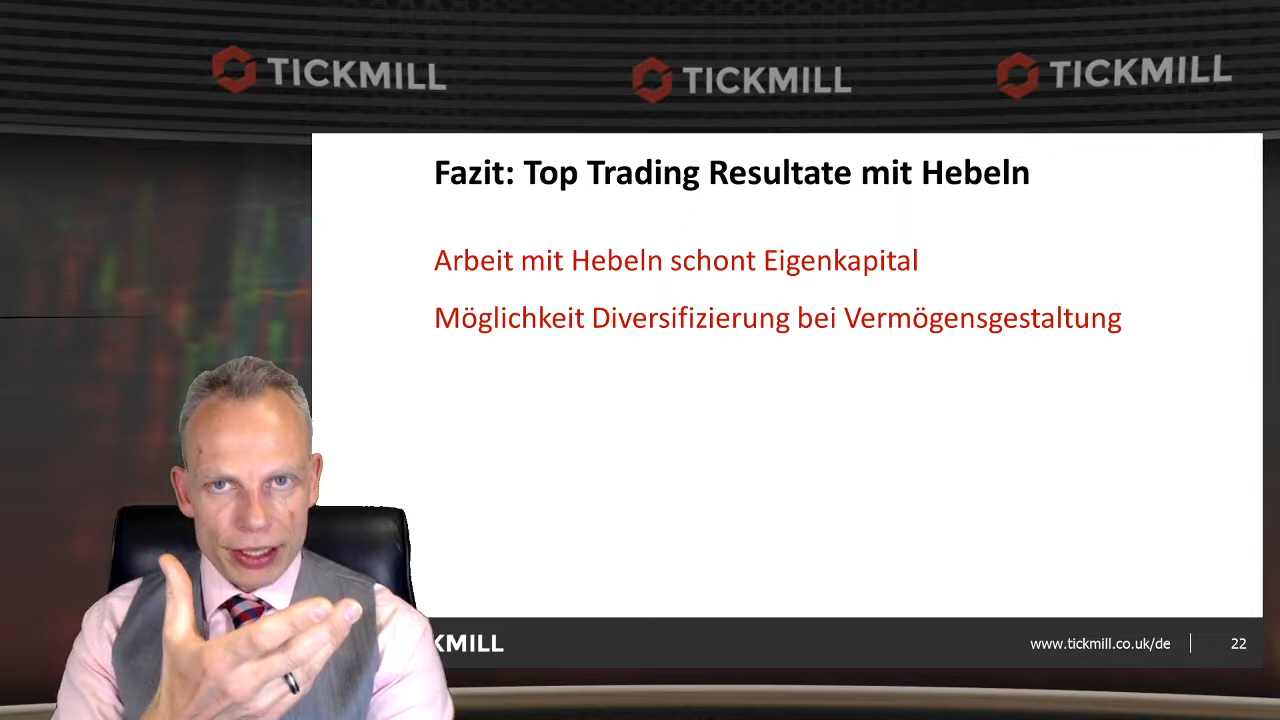 TICKMILL TICKMILL TICKMILL
Fazit: Top Trading Resultate mit Hebeln
Arbeit mit Hebeln schont Eigenkapital
Möglichkeit Diversifizierung bei Vermögensgestaltung
KMILL
www.tickmill.co.uk/de | 22